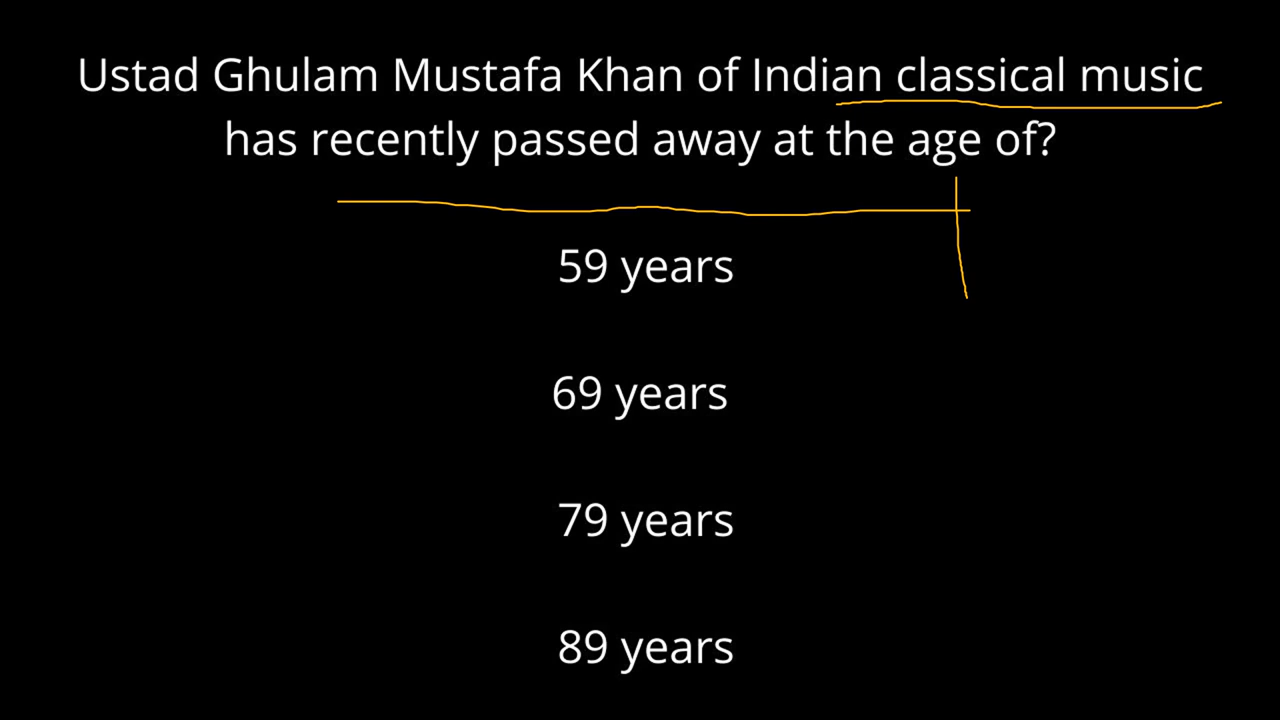 Ustad Ghulam Mustafa Khan of Indian classical music
has recently passed away at the age of?
59 years
69 years
79 years
89 years